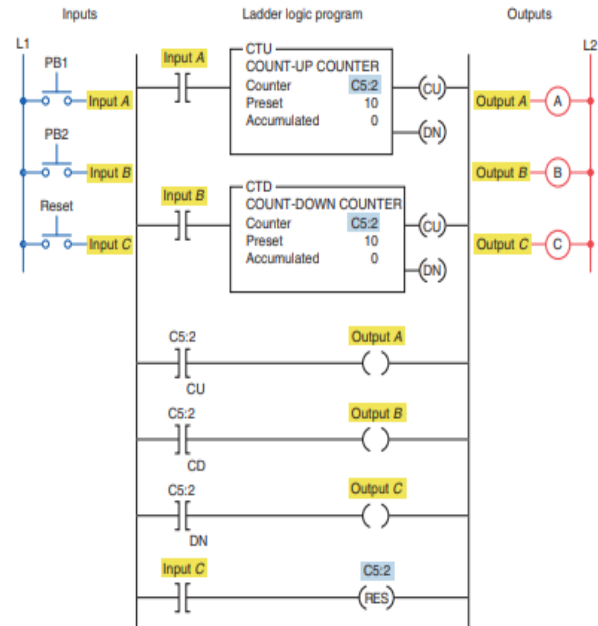 Inputs
Ladder logic program
Outputs
L1
L2
PB1
Input A
PB2
Input B
Reset
Input C
Input A
CTU
COUNT-UP COUNTER
Counter C5:2
Preset 10
Accumulated 0
CU
DN
Input B
CTD
COUNT-DOWN COUNTER
Counter C5:2
Preset 10
Accumulated 0
CU
DN
C5:2
CU
Output A
C5:2
CD
Output B
C5:2
DN
Output C
Input C
C5:2
RES
Output A A
Output B B
Output C C